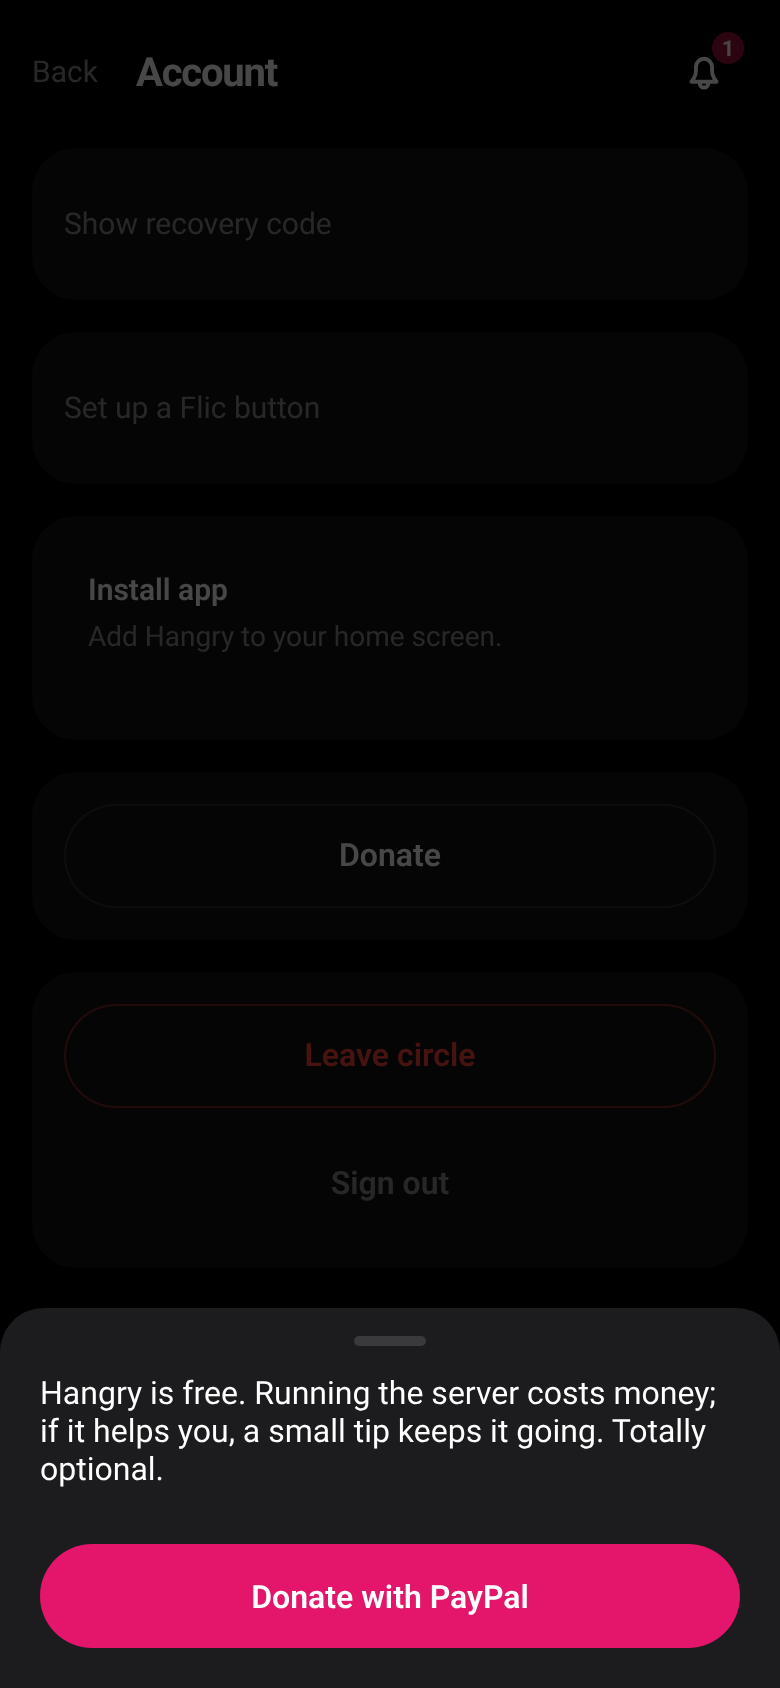 Back
Account
1
Show recovery code
Set up a Flic button
Install app
Add Hangry to your home screen.
Donate
Leave circle
Sign out
Hangry is free. Running the server costs money;
if it helps you, a small tip keeps it going. Totally
optional.
Donate with PayPal